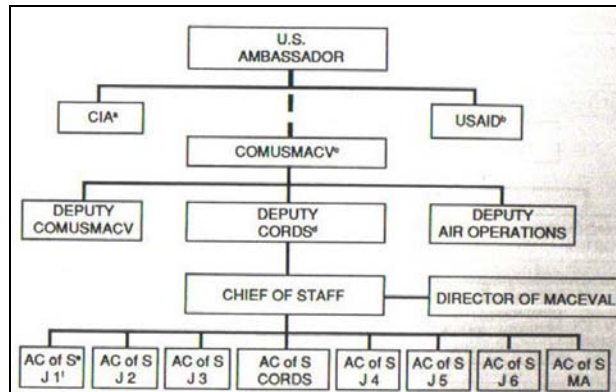 U.S.
AMBASSADOR
CIAᵃ
USAIDᵇ
COMUSMACVᶜ
DEPUTY
COMUSMACV
DEPUTY
CORDSᵈ
DEPUTY
AIR OPERATIONS
CHIEF OF STAFF
DIRECTOR OF MACEVAL
AC of Sᵉ
J 1ᶠ
AC of S
J 2
AC of S
J 3
AC of S
CORDS
AC of S
J 4
AC of S
J 5
AC of S
J 6
AC of S
MA